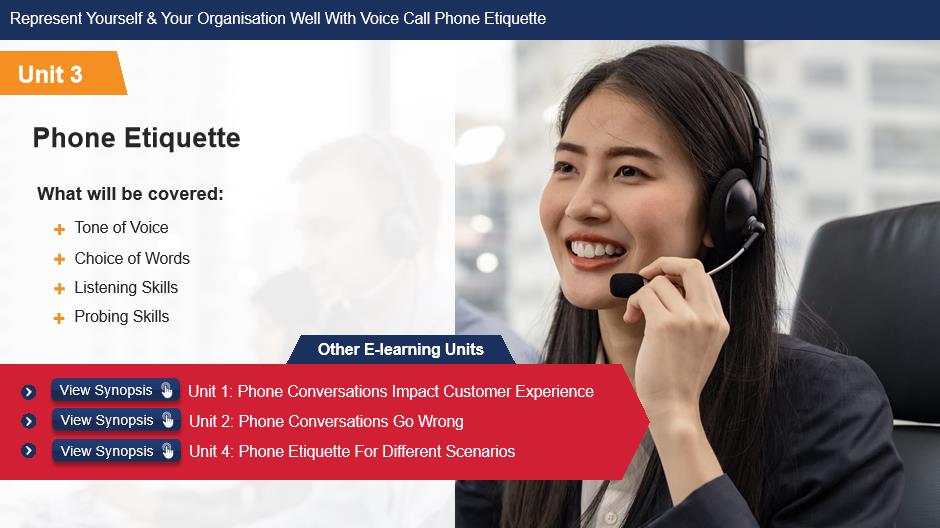 Represent Yourself & Your Organisation Well With Voice Call Phone Etiquette
Unit 3
Phone Etiquette
What will be covered:
Tone of Voice
Choice of Words
Listening Skills
Probing Skills
Other E-learning Units
View Synopsis Unit 1: Phone Conversations Impact Customer Experience
View Synopsis Unit 2: Phone Conversations Go Wrong
View Synopsis Unit 4: Phone Etiquette For Different Scenarios